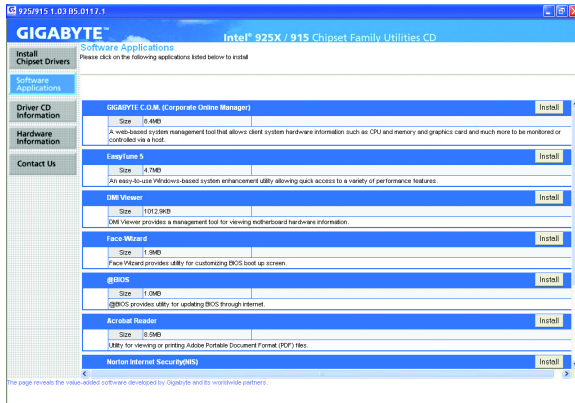 925/915 1.03 B5.0117.1
GIGABYTE™
Intel® 925X / 915 Chipset Family Utilities CD
Install
Chipset Drivers
Software
Applications
Driver CD
Information
Hardware
Information
Contact Us
Software Applications
Please click on the following applications listed below to install
GIGABYTE C.O.M. (Corporate Online Manager) Install
Size 8.4MB
A web-based system management tool that allows client system hardware information such as CPU and memory and graphics card and much more to be monitored or
controlled via a host.
EasyTune 5 Install
Size 4.7MB
An easy-to-use Windows-based system enhancement utility allowing quick access to a variety of performance features.
DMI Viewer Install
Size 1012.9KB
DMI Viewer provides a management tool for viewing motherboard hardware information.
Face-Wizard Install
Size 1.9MB
Face Wizard provides utility for customizing BIOS boot up screen.
@BIOS Install
Size 1.0MB
@BIOS provides utility for updating BIOS through internet.
Acrobat Reader Install
Size 8.5MB
Utility for viewing or printing Adobe Portable Document Format (PDF) files.
Norton Internet Security(NIS) Install
The page reveals the value-added software developed by Gigabyte and its worldwide partners.